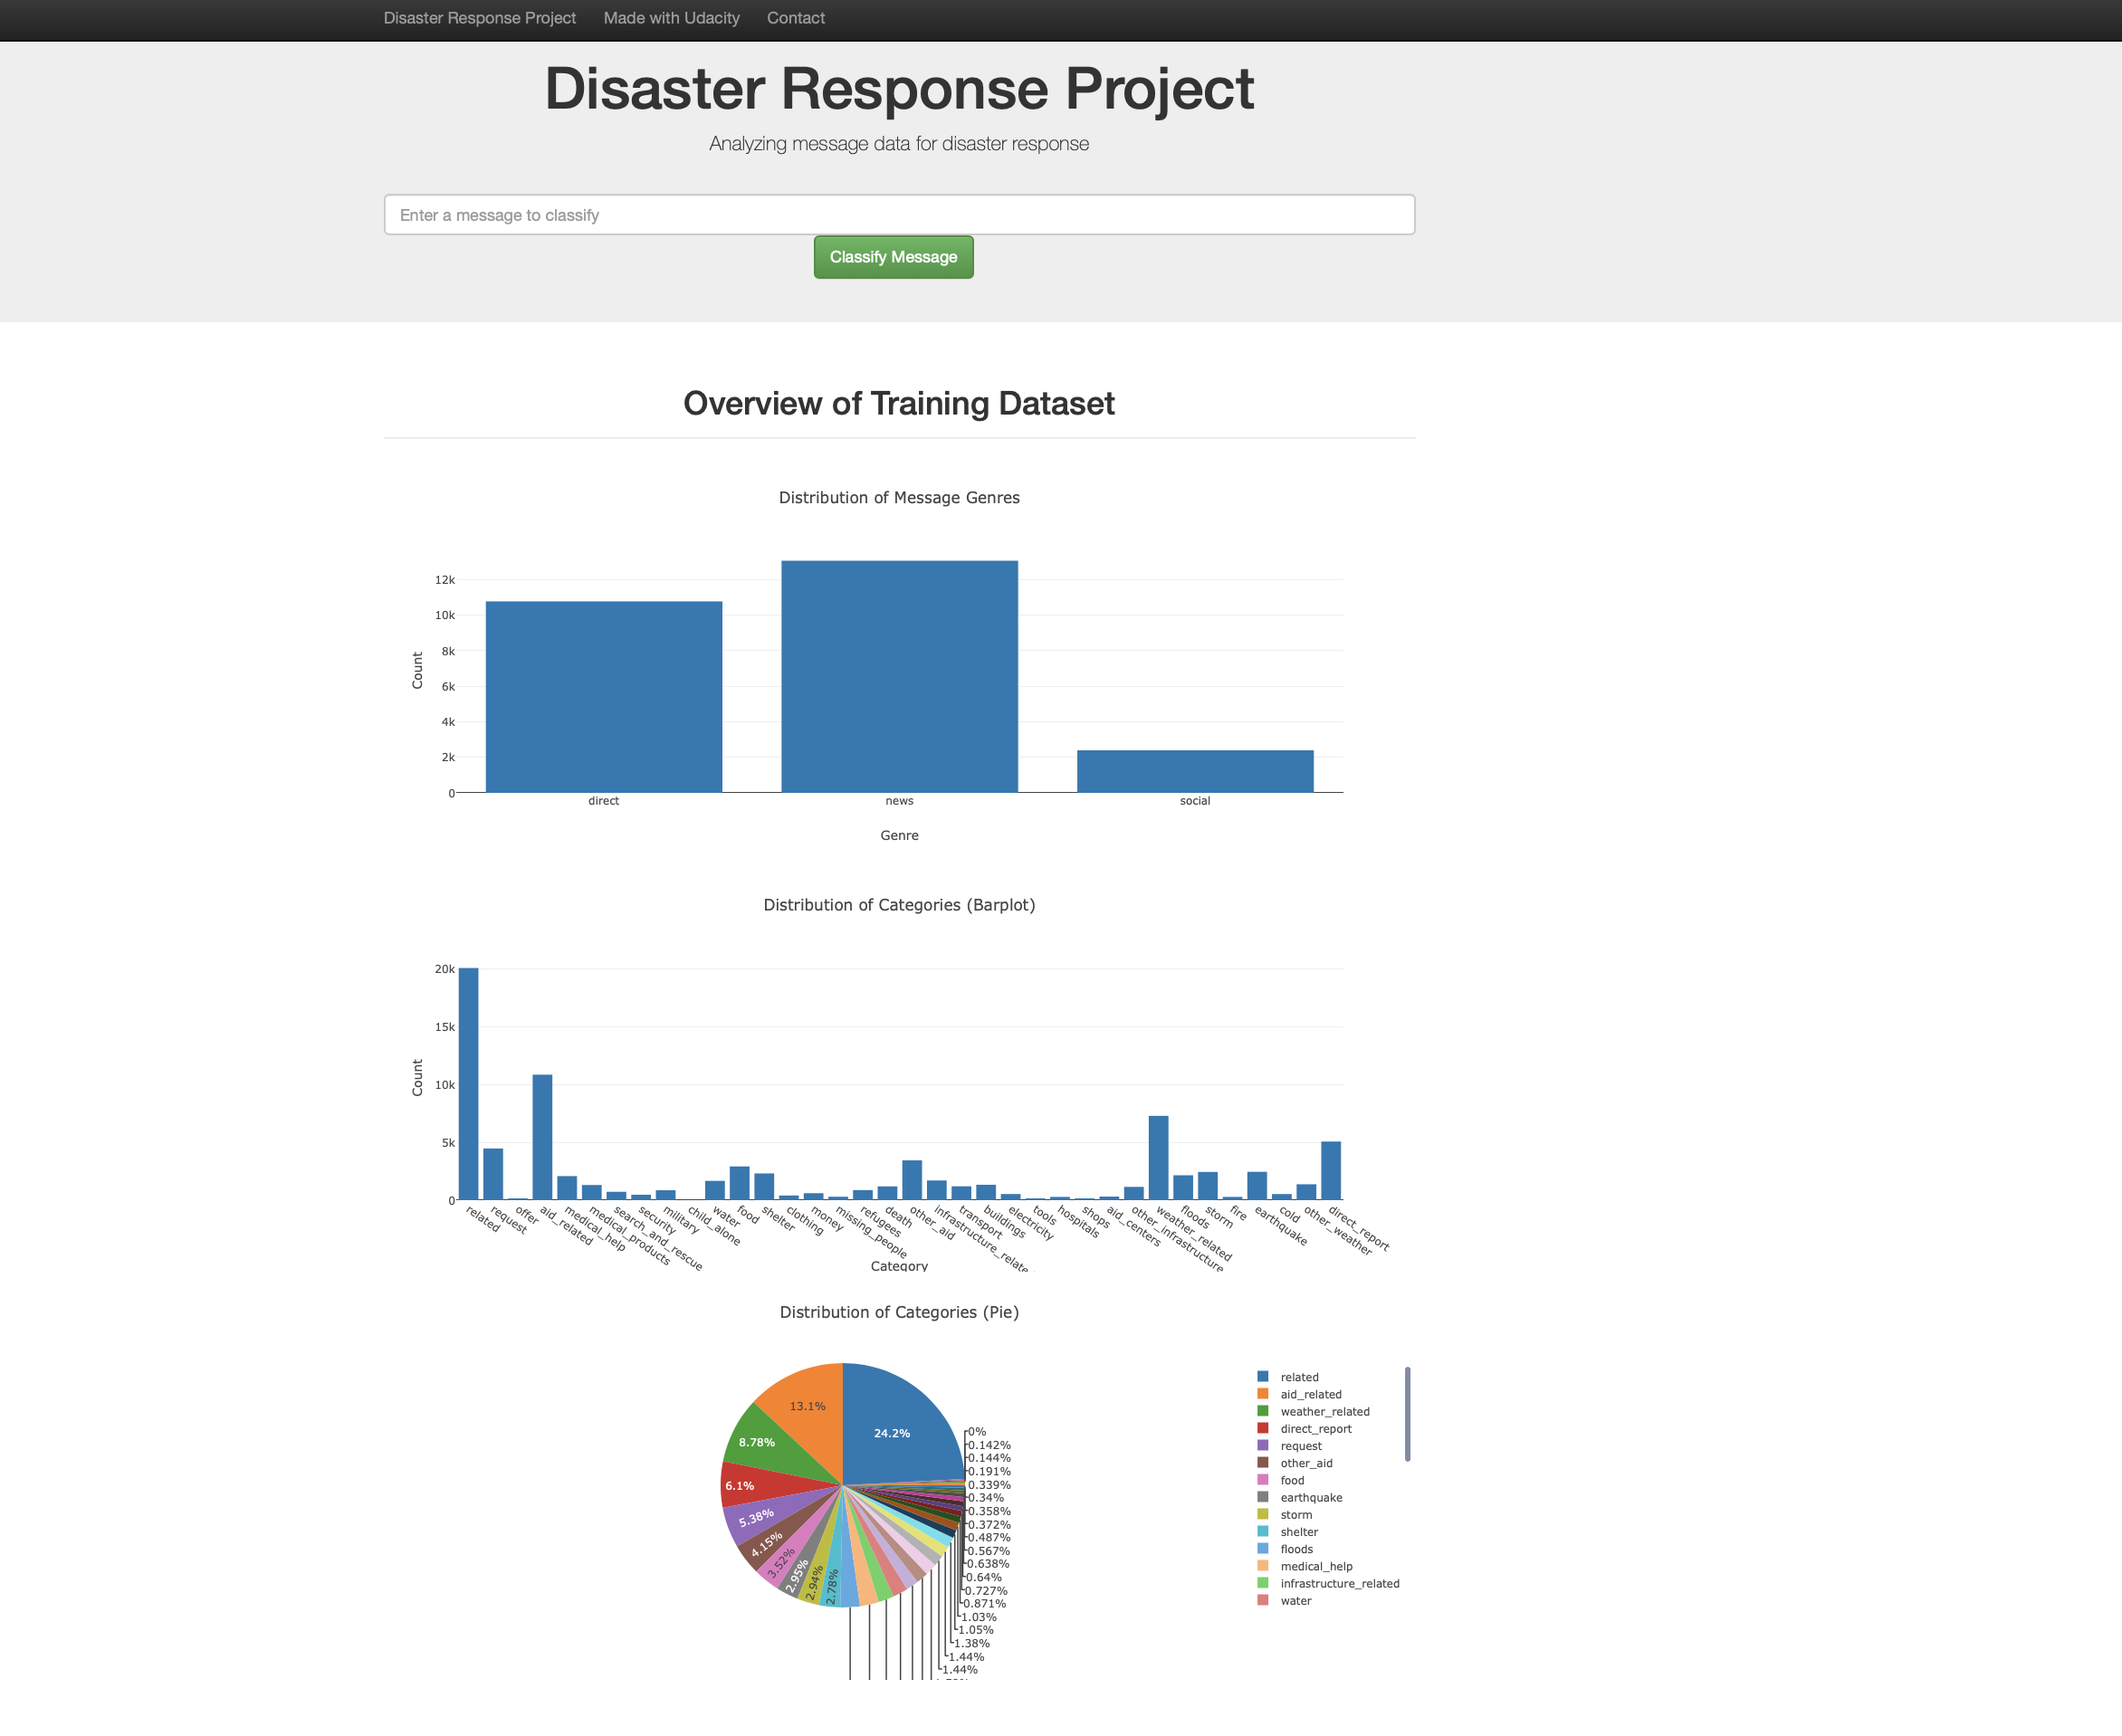 Disaster Response Project Made with Udacity Contact
Disaster Response Project
Analyzing message data for disaster response
Enter a message to classify
Classify Message
Overview of Training Dataset
Distribution of Message Genres
12k
10k
8k
6k
4k
2k
0
Count
direct news social
Genre
Distribution of Categories (Barplot)
20k
15k
10k
5k
0
Count
related
request
offer
aid_related
medical_help
medical_products
search_and_rescue
security
military
child_alone
water
food
shelter
clothing
money
missing_people
refugees
death
other_aid
infrastructure_relate
transport
buildings
electricity
tools
hospitals
shops
aid_centers
other_infrastructure
weather_related
floods
storm
fire
earthquake
cold
other_weather
direct_report
Category
Distribution of Categories (Pie)
24.2%
13.1%
8.78%
6.1%
5.38%
4.15%
3.52%
2.95%
2.94%
2.78%
0%
0.142%
0.144%
0.191%
0.339%
0.34%
0.358%
0.372%
0.487%
0.567%
0.638%
0.64%
0.727%
0.871%
1.03%
1.05%
1.38%
1.44%
1.44%
related
aid_related
weather_related
direct_report
request
other_aid
food
earthquake
storm
shelter
floods
medical_help
infrastructure_related
water